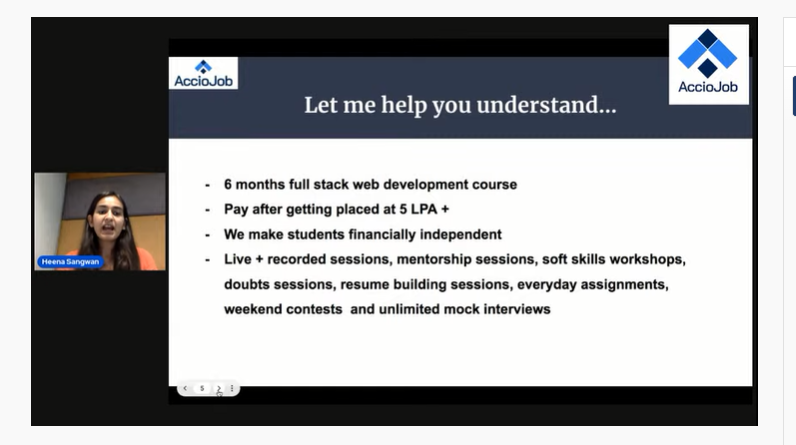 AccioJob
AccioJob
Let me help you understand...
- 6 months full stack web development course
- Pay after getting placed at 5 LPA +
- We make students financially independent
- Live + recorded sessions, mentorship sessions, soft skills workshops,
doubts sessions, resume building sessions, everyday assignments,
weekend contests and unlimited mock interviews
Heena Sangwan
5